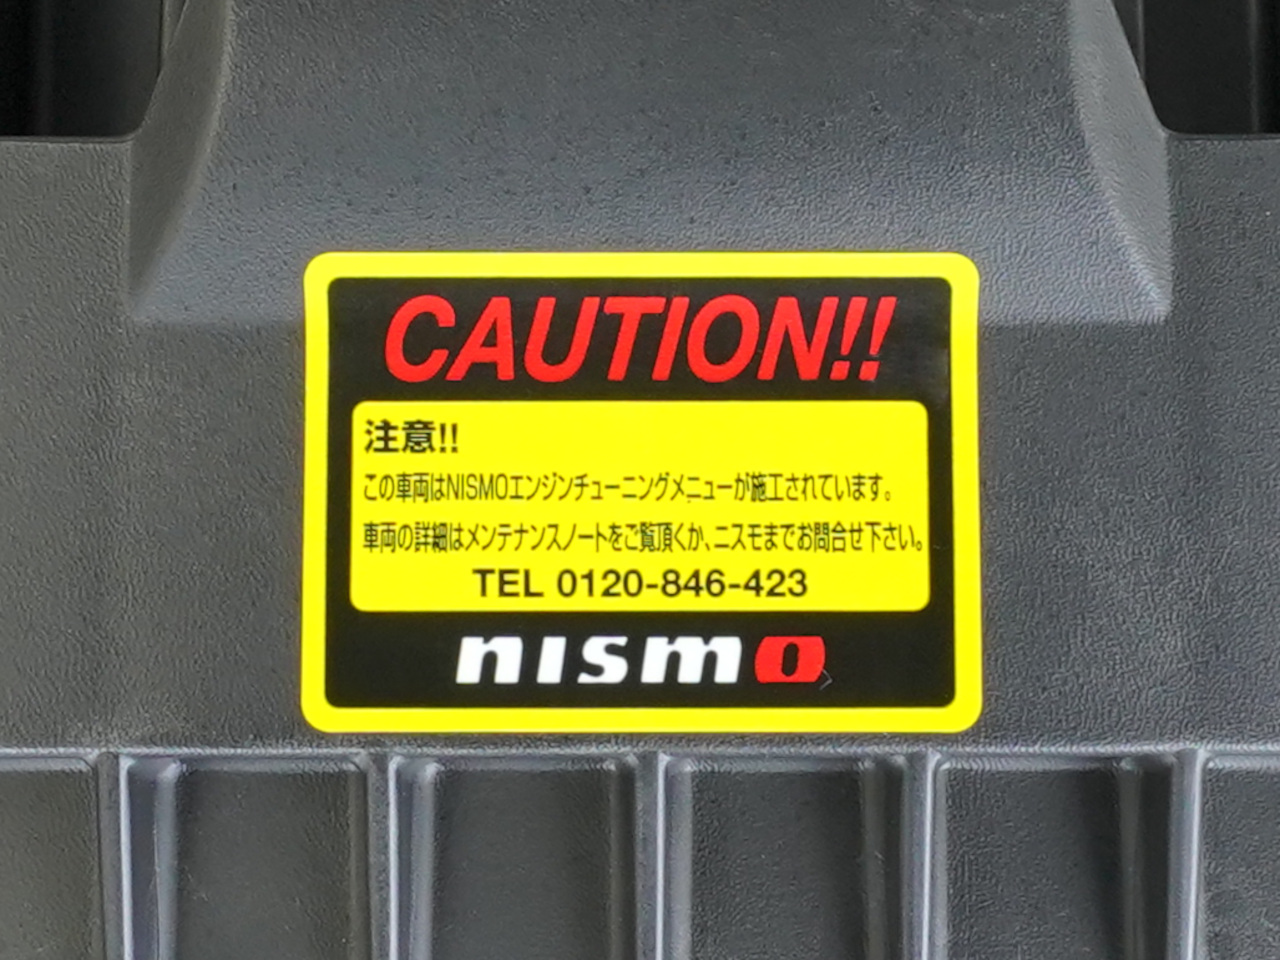 CAUTION!!
注意!!
この車両はNISMOエンジンチューニングメニューが施工されています。
車両の詳細はメンテナンスノートをご覧頂くか、ニスモまでお問合せ下さい。
TEL 0120-846-423
nismo